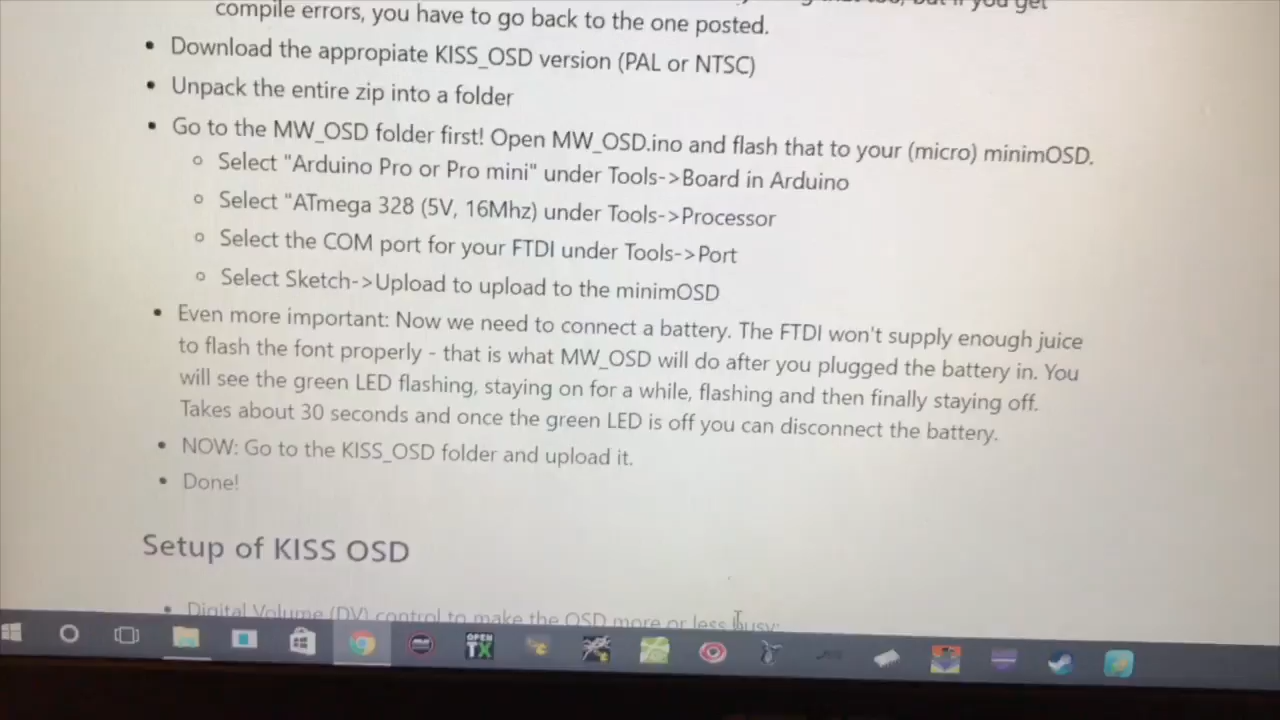 compile errors, you have to go back to the one posted.
Download the appropiate KISS_OSD version (PAL or NTSC)
Unpack the entire zip into a folder
Go to the MW_OSD folder first! Open MW_OSD.ino and flash that to your (micro) minimOSD.
Select "Arduino Pro or Pro mini" under Tools->Board in Arduino
Select "ATmega 328 (5V, 16Mhz) under Tools->Processor
Select the COM port for your FTDI under Tools->Port
Select Sketch->Upload to upload to the minimOSD
Even more important: Now we need to connect a battery. The FTDI won't supply enough juice
to flash the font properly - that is what MW_OSD will do after you plugged the battery in. You
will see the green LED flashing, staying on for a while, flashing and then finally staying off.
Takes about 30 seconds and once the green LED is off you can disconnect the battery.
NOW: Go to the KISS_OSD folder and upload it.
Done!
Setup of KISS OSD
Digital Volume (DV) control to make the OSD more or less busy:
OPEN
TX